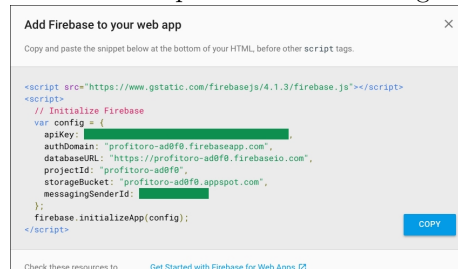 Add Firebase to your web app
Copy and paste the snippet below at the bottom of your HTML, before other script tags.
<script src="https://www.gstatic.com/firebasejs/4.1.3/firebase.js"></script>
<script>
// Initialize Firebase
var config = {
apiKey: ,
authDomain: "profitoro-ad0f0.firebaseapp.com",
databaseURL: "https://profitoro-ad0f0.firebaseio.com",
projectId: "profitoro-ad0f0",
storageBucket: "profitoro-ad0f0.appspot.com",
messagingSenderId:
};
firebase.initializeApp(config);
</script>
COPY
Check these resources to Get Started with Firebase for Web Apps